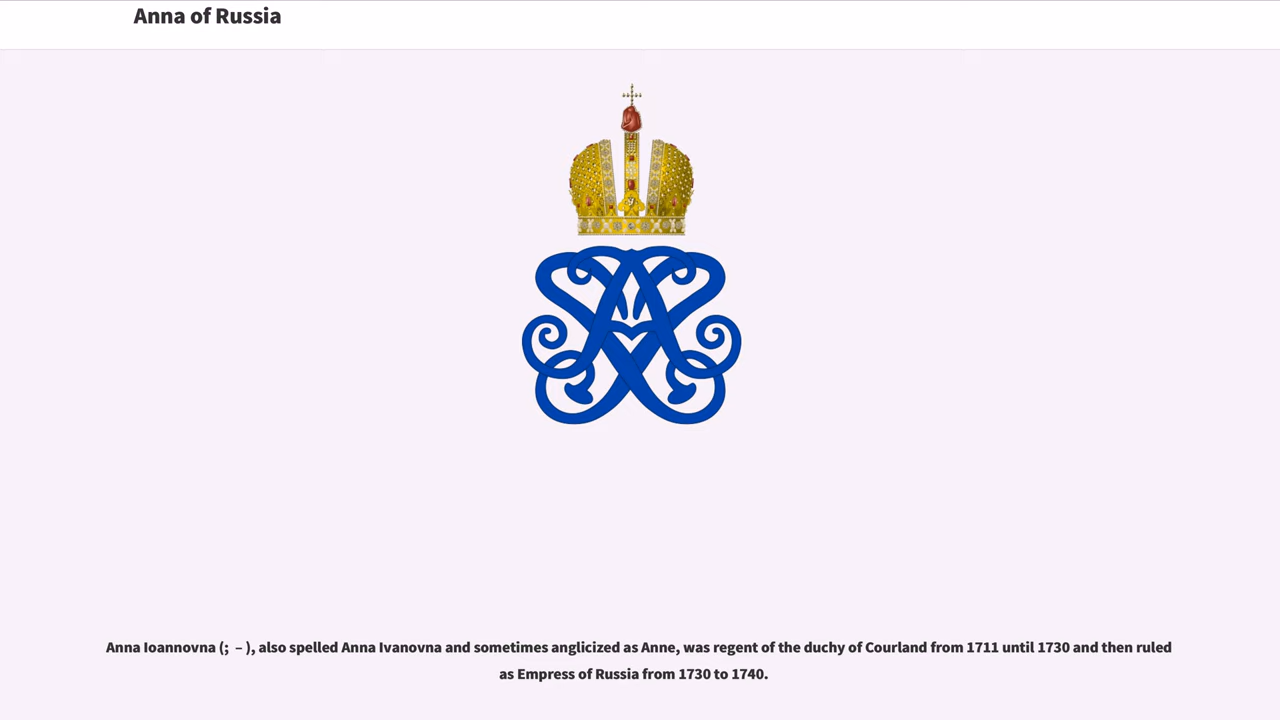 Anna of Russia
Anna Ioannovna (; – ), also spelled Anna Ivanovna and sometimes anglicized as Anne, was regent of the duchy of Courland from 1711 until 1730 and then ruled
as Empress of Russia from 1730 to 1740.